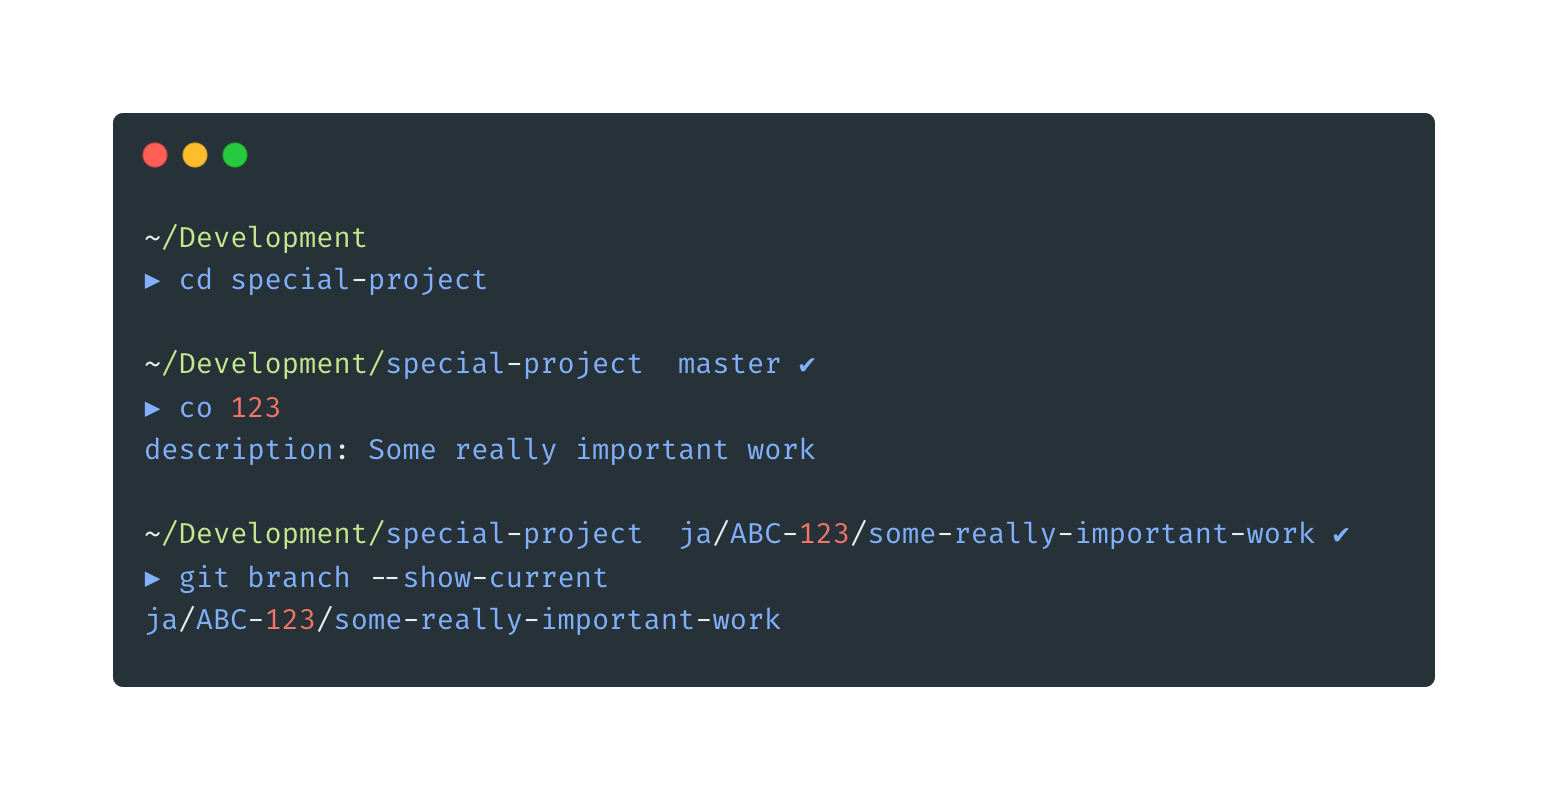 ~/Development
▶ cd special-project
~/Development/special-project  master ✔
▶ co 123
description: Some really important work
~/Development/special-project  ja/ABC-123/some-really-important-work ✔
▶ git branch --show-current
ja/ABC-123/some-really-important-work